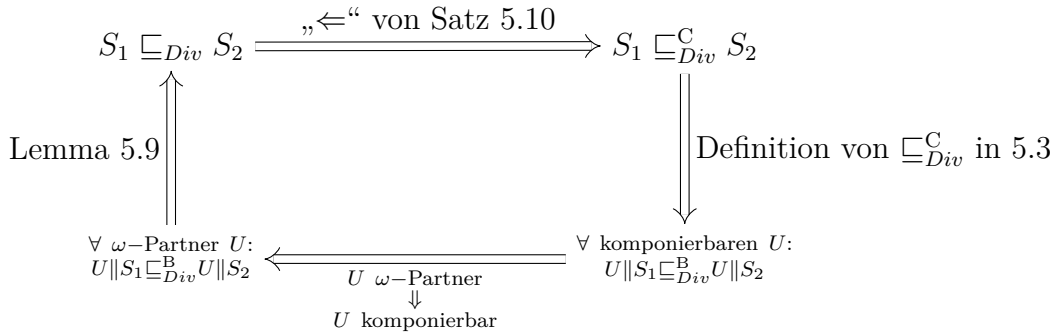 „⇐“ von Satz 5.10
S₁ ⊑_Div S₂
S₁ ⊑^C_Div S₂
Lemma 5.9
Definition von ⊑^C_Div in 5.3
∀ ω−Partner U:
U∥S₁⊑^B_Div U∥S₂
∀ komponierbaren U:
U∥S₁⊑^B_Div U∥S₂
U ω−Partner
⇓
U komponierbar